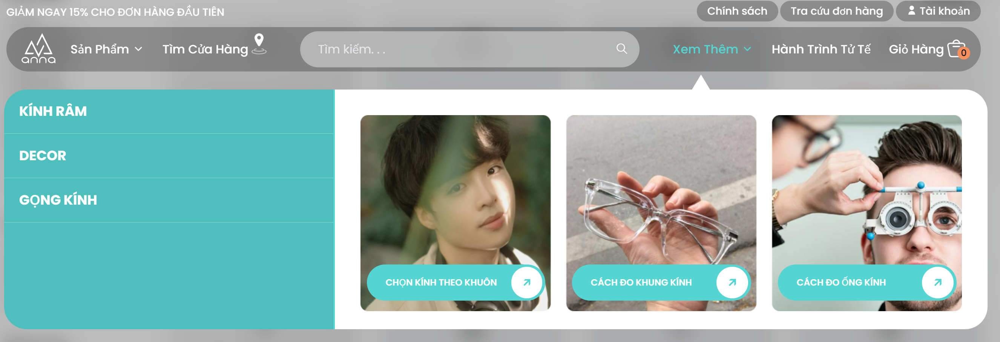 GIẢM NGAY 15% CHO ĐƠN HÀNG ĐẦU TIÊN
Chính sách
Tra cứu đơn hàng
Tài khoản
anna
Sản Phẩm
Tìm Cửa Hàng
Tìm kiếm. . .
Xem Thêm
Hành Trình Tử Tế
Giỏ Hàng
0
KÍNH RÂM
DECOR
GỌNG KÍNH
CHỌN KÍNH THEO KHUÔN
CÁCH ĐO KHUNG KÍNH
CÁCH ĐO ỐNG KÍNH